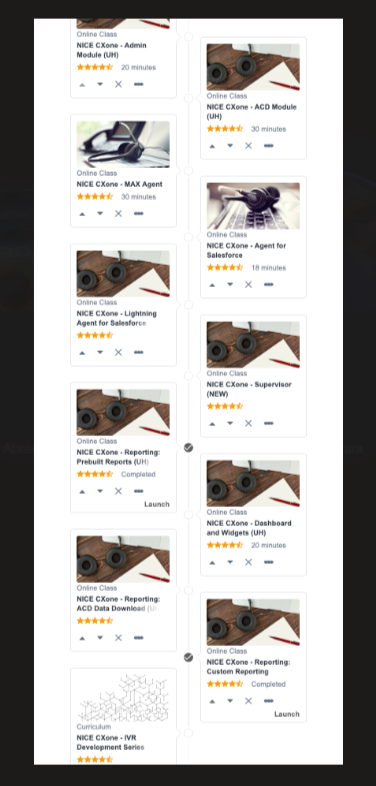 Online Class
NICE CXone - Admin
Module (UH)
20 minutes
Online Class
NICE CXone - ACD Module
(UH)
30 minutes
Online Class
NICE CXone - MAX Agent
30 minutes
Online Class
NICE CXone - Agent for
Salesforce
18 minutes
Online Class
NICE CXone - Lightning
Agent for Salesforce
Online Class
NICE CXone - Supervisor
(NEW)
Online Class
NICE CXone - Reporting:
Prebuilt Reports (UH)
Completed
Launch
Online Class
NICE CXone - Dashboard
and Widgets (UH)
20 minutes
Online Class
NICE CXone - Reporting:
ACD Data Download
Online Class
NICE CXone - Reporting:
Custom Reporting
Completed
Launch
Curriculum
NICE CXone - IVR
Development Series